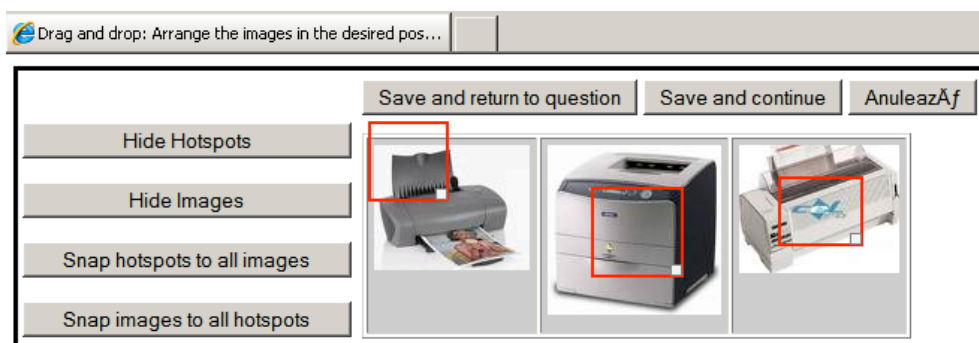 Drag and drop: Arrange the images in the desired pos...
Save and return to question
Save and continue
AnuleazÄƒ
Hide Hotspots
Hide Images
Snap hotspots to all images
Snap images to all hotspots